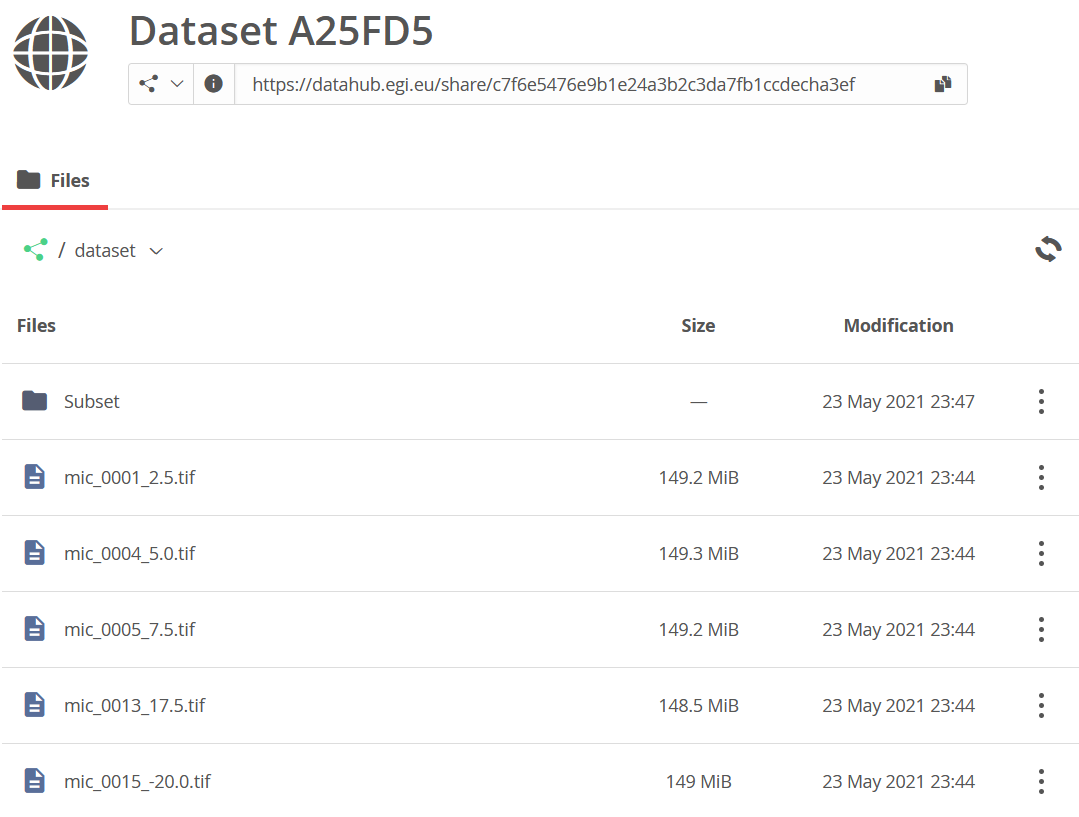 Dataset A25FD5
https://datahub.egi.eu/share/c7f6e5476e9b1e24a3b2c3da7fb1ccdecha3ef
Files
/ dataset
Files Size Modification
Subset — 23 May 2021 23:47
mic_0001_2.5.tif 149.2 MiB 23 May 2021 23:44
mic_0004_5.0.tif 149.3 MiB 23 May 2021 23:44
mic_0005_7.5.tif 149.2 MiB 23 May 2021 23:44
mic_0013_17.5.tif 148.5 MiB 23 May 2021 23:44
mic_0015_-20.0.tif 149 MiB 23 May 2021 23:44